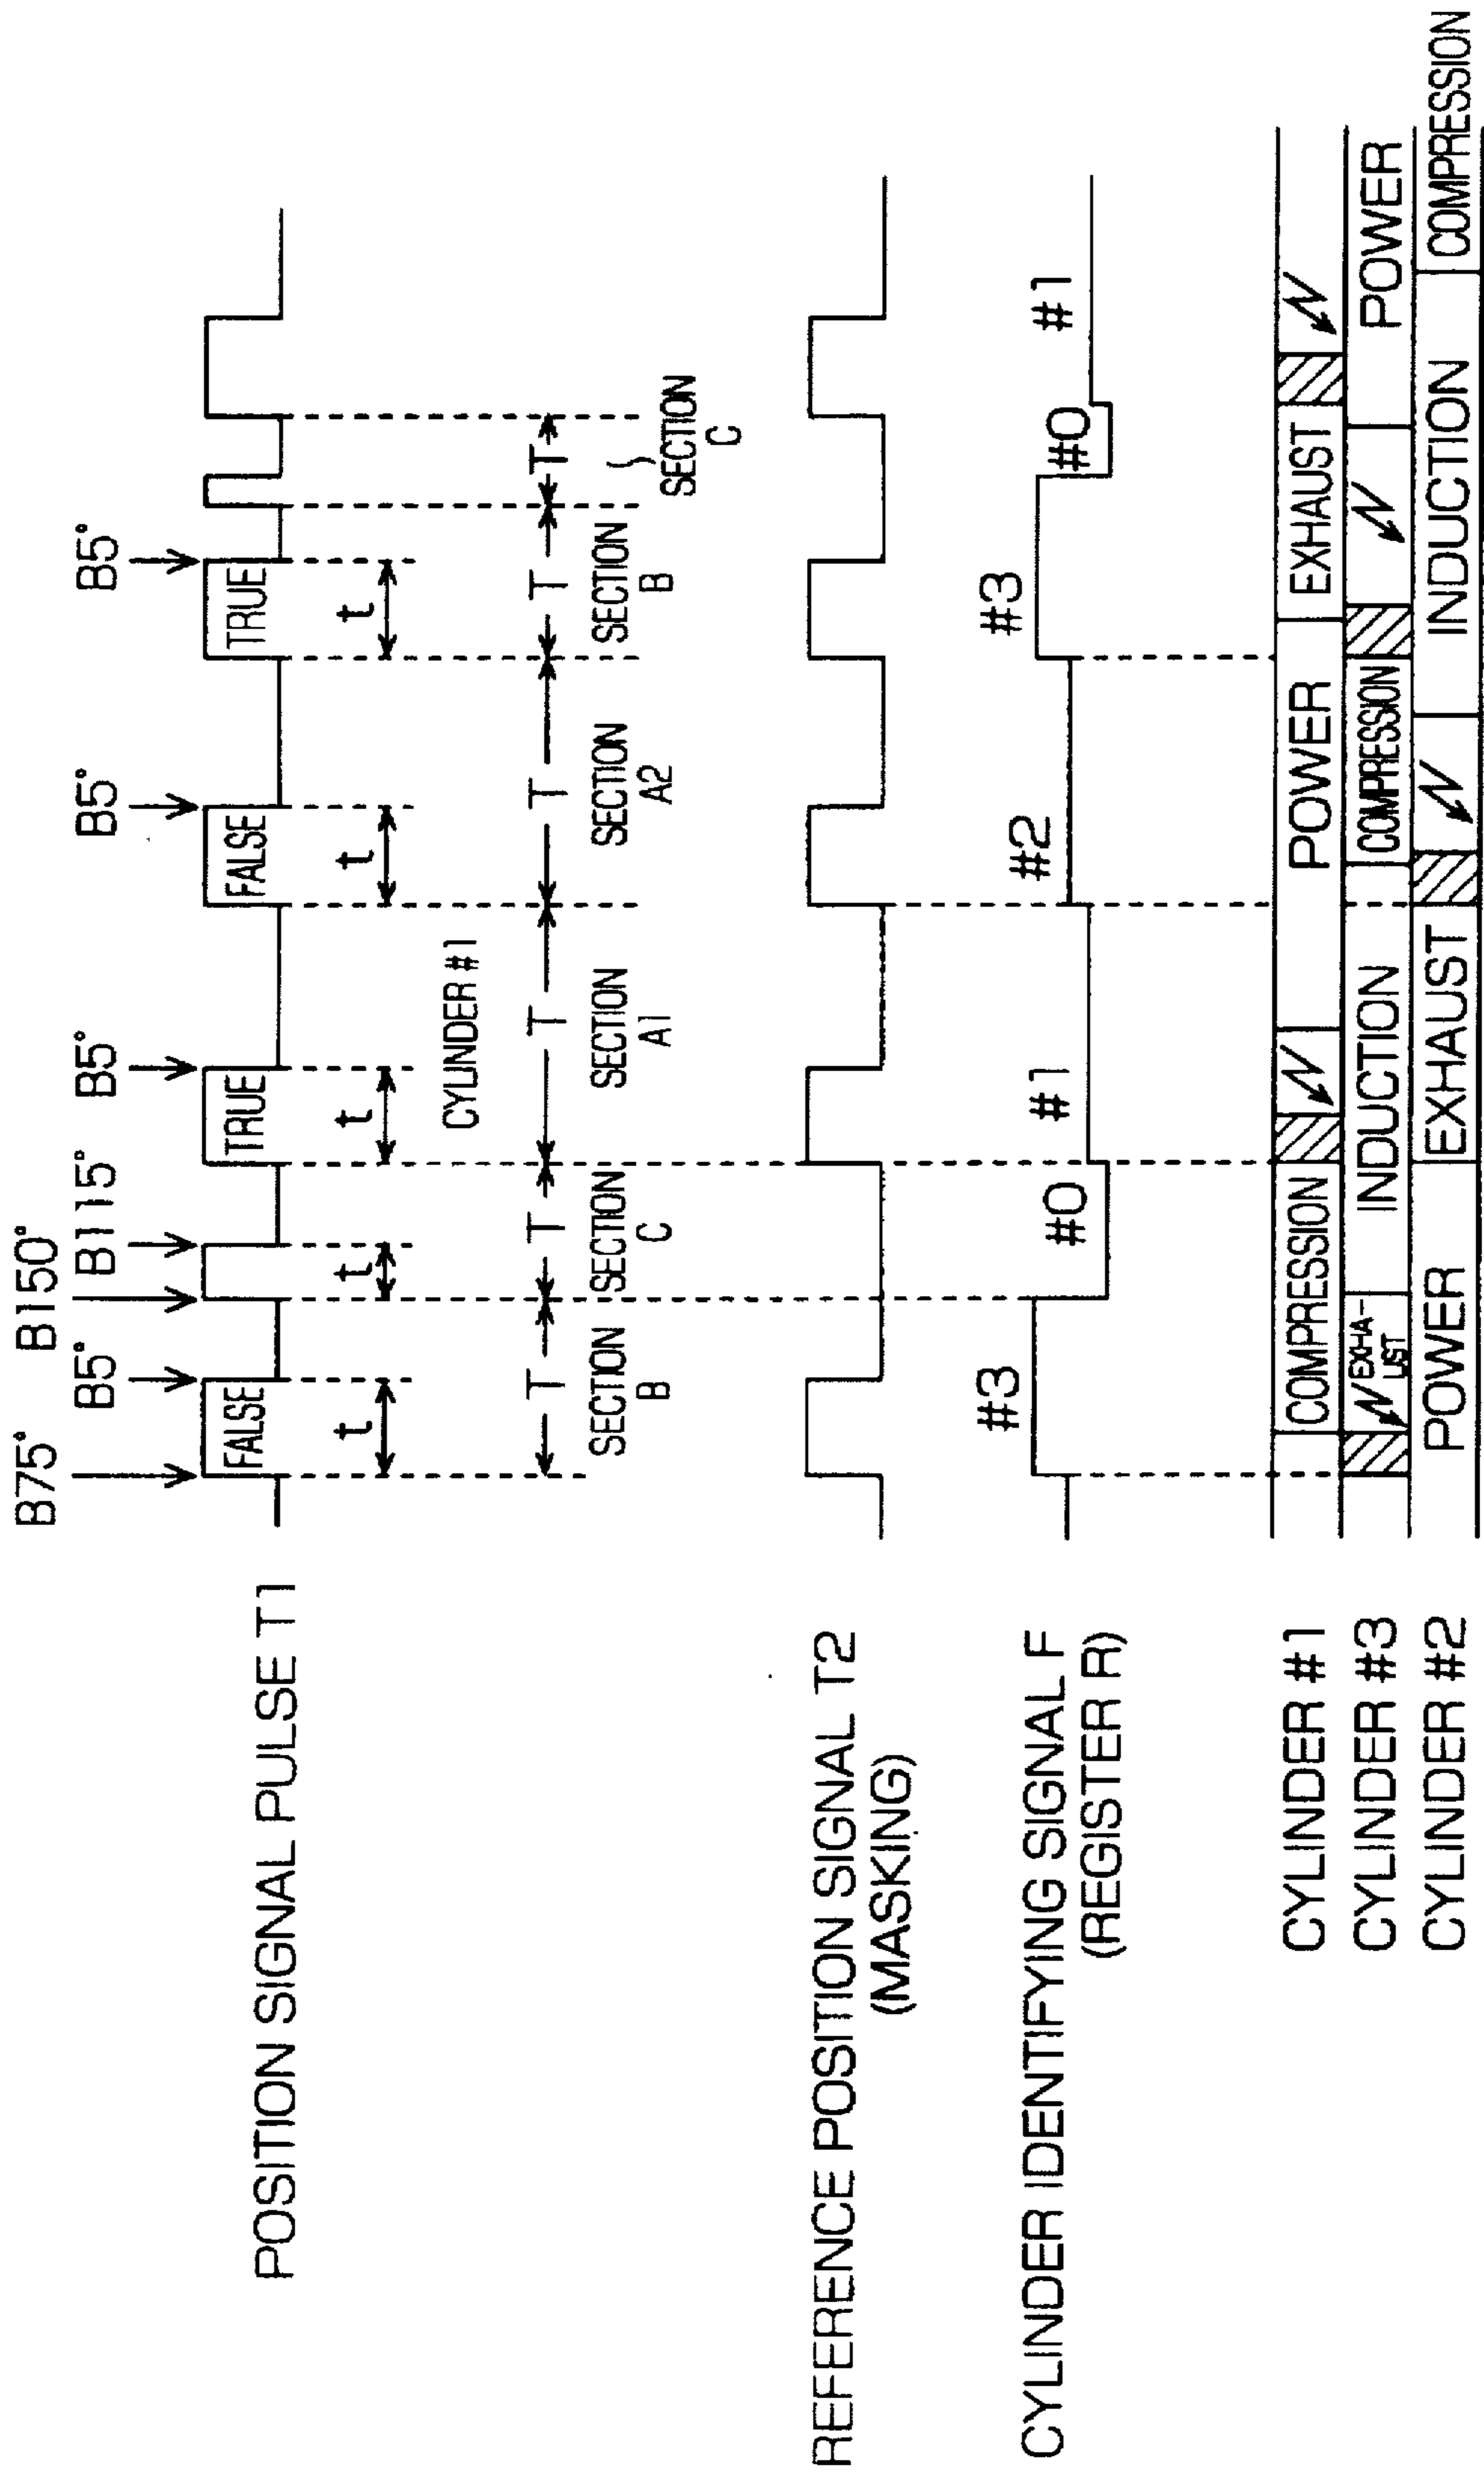 B75° B5° B150° B115° B5° B5° B5°
POSITION SIGNAL PULSE T1
FALSE TRUE FALSE TRUE
t t t t t
CYLINDER #1
T T T T T T
SECTION B
SECTION C
SECTION A1
SECTION A2
SECTION B
SECTION C
REFERENCE POSITION SIGNAL T2
(MASKING)
CYLINDER IDENTIFYING SIGNAL F
(REGISTER R)
#3 #0 #1 #2 #3 #0 #1
CYLINDER #1
COMPRESSION POWER EXHAUST
CYLINDER #3
EXHA-
UST
INDUCTION COMPRESSION POWER
CYLINDER #2
POWER EXHAUST INDUCTION COMPRESSION